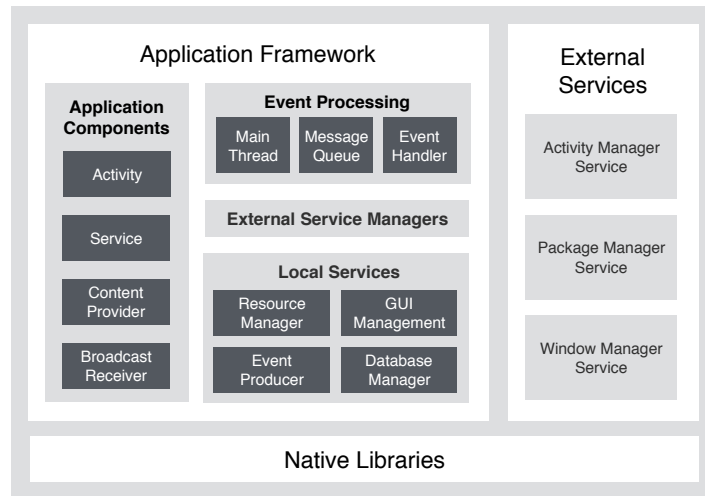 Application Framework
Application
Components
Activity
Service
Content
Provider
Broadcast
Receiver
Event Processing
Main
Thread
Message
Queue
Event
Handler
External Service Managers
Local Services
Resource
Manager
GUI
Management
Event
Producer
Database
Manager
External
Services
Activity Manager
Service
Package Manager
Service
Window Manager
Service
Native Libraries